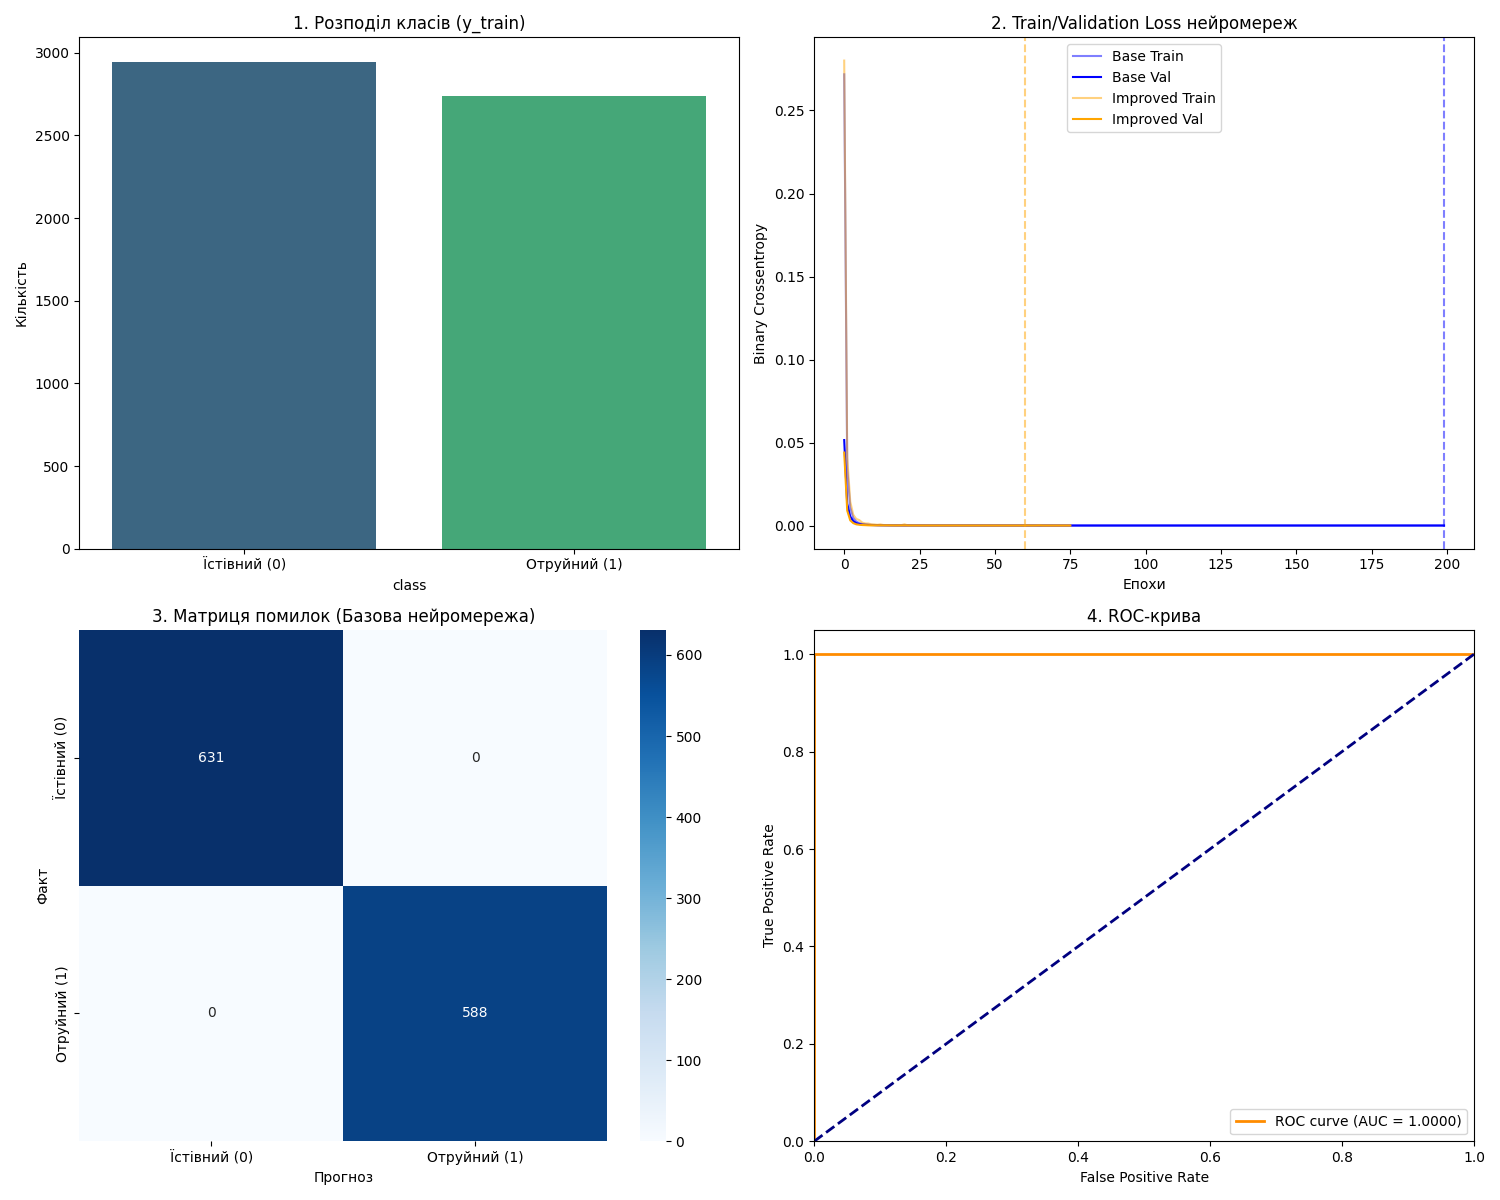 1. Розподіл класів (y_train)
3000
2500
2000
1500
1000
500
0
Кількість
Їстівний (0)
Отруйний (1)
class
2. Train/Validation Loss нейромереж
Base Train
Base Val
Improved Train
Improved Val
0.25
0.20
0.15
0.10
0.05
0.00
Binary Crossentropy
0
25
50
75
100
125
150
175
200
Епохи
3. Матриця помилок (Базова нейромережа)
Їстівний (0)
Отруйний (1)
Факт
631
0
0
588
Їстівний (0)
Отруйний (1)
Прогноз
600
500
400
300
200
100
0
4. ROC-крива
1.0
0.8
0.6
0.4
0.2
0.0
True Positive Rate
ROC curve (AUC = 1.0000)
0.0
0.2
0.4
0.6
0.8
1.0
False Positive Rate